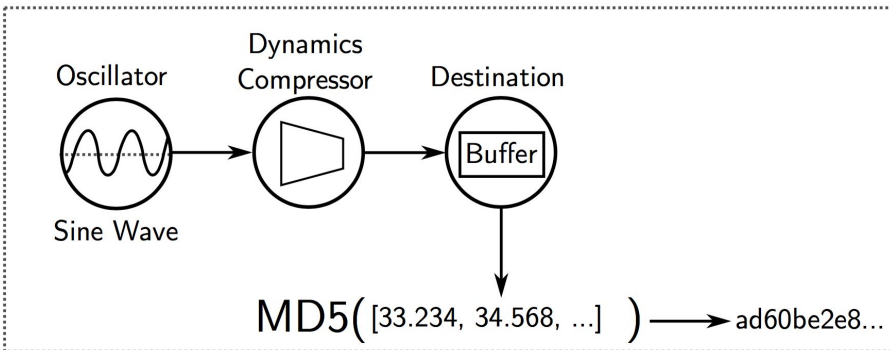 Oscillator
Sine Wave
Dynamics
Compressor
Destination
Buffer
MD5([33.234, 34.568, ...] ) ad60be2e8...